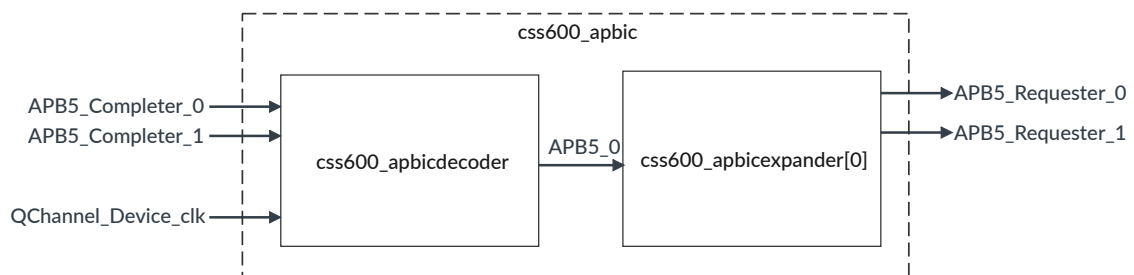 css600_apbic
APB5_Completer_0
APB5_Completer_1
QChannel_Device_clk
css600_apbicdecoder
APB5_0
css600_apbicexpander[0]
APB5_Requester_0
APB5_Requester_1